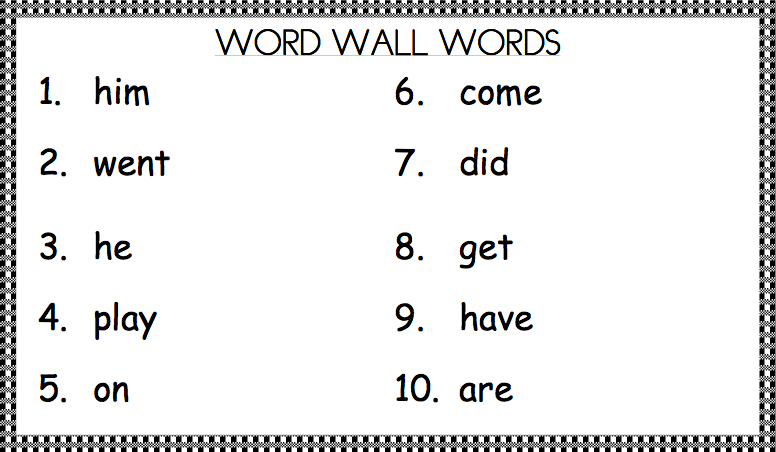 WORD WALL WORDS
1. him
2. went
3. he
4. play
5. on
6. come
7. did
8. get
9. have
10. are